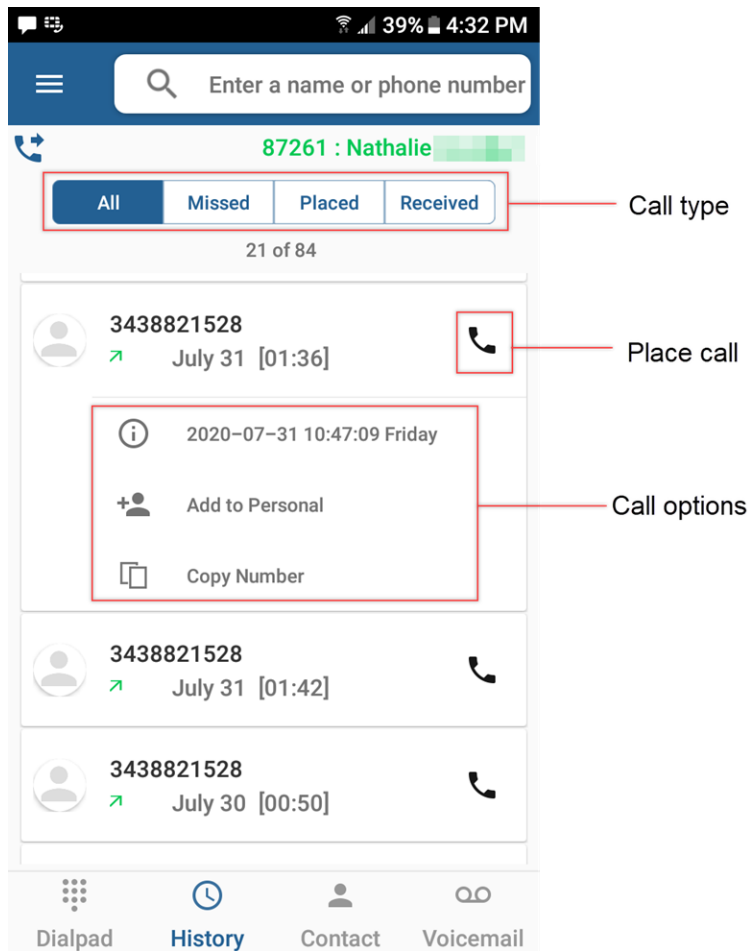 39% 4:32 PM
Enter a name or phone number
87261 : Nathalie
All Missed Placed Received
Call type
21 of 84
3438821528
July 31 [01:36]
Place call
2020-07-31 10:47:09 Friday
Add to Personal
Call options
Copy Number
3438821528
July 31 [01:42]
3438821528
July 30 [00:50]
Dialpad History Contact Voicemail